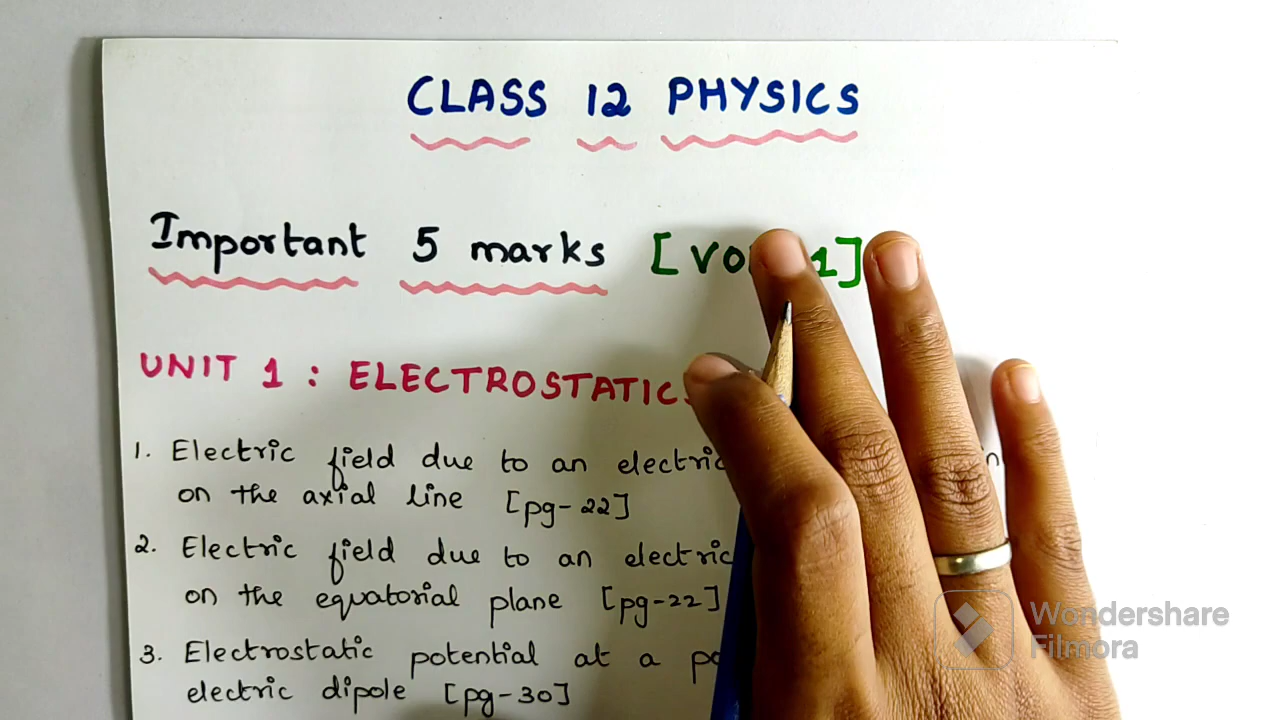 CLASS 12 PHYSICS
Important 5 marks [VO 1]
UNIT 1 : ELECTROSTATICS
1. Electric field due to an electric
on the axial line [pg-22]
2. Electric field due to an electric
on the equatorial plane [pg-22]
3. Electrostatic potential at a
electric dipole [pg-30]
Wondershare
Filmora